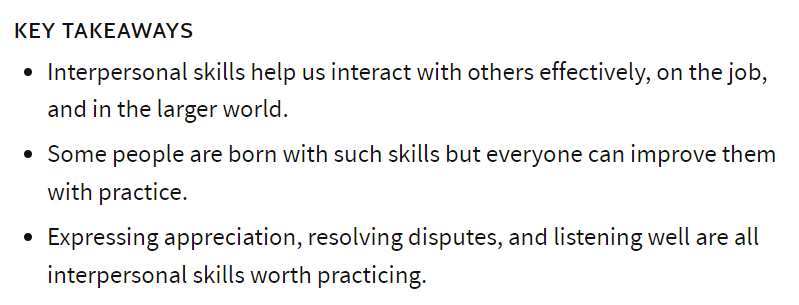 KEY TAKEAWAYS
• Interpersonal skills help us interact with others effectively, on the job,
and in the larger world.
• Some people are born with such skills but everyone can improve them
with practice.
• Expressing appreciation, resolving disputes, and listening well are all
interpersonal skills worth practicing.